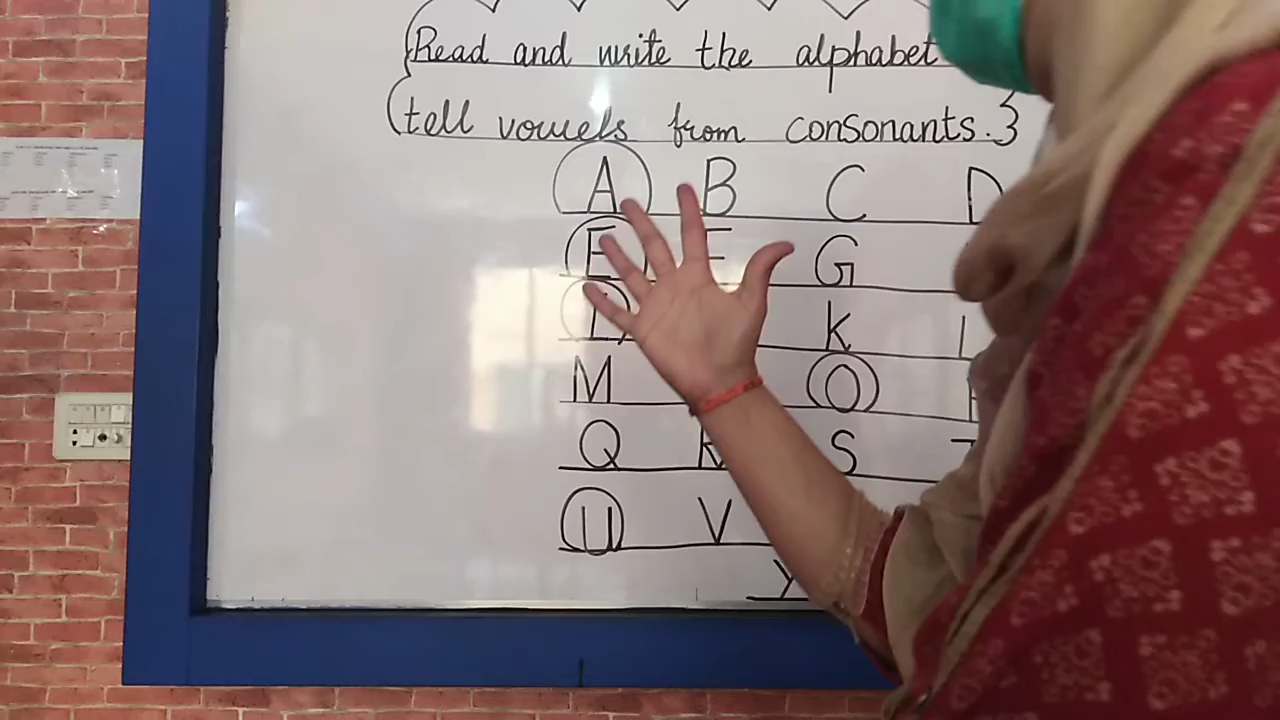 Read and write the alphabet
tell vowels from consonants.
A B C D
E F G
I K
M O
Q R S T
U V
Y